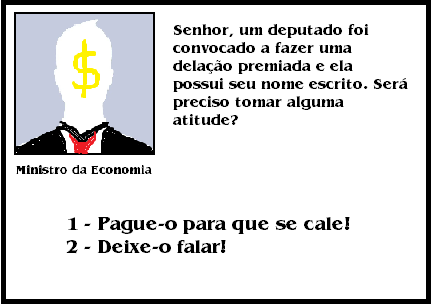 Senhor, um deputado foi
convocado a fazer uma
delação premiada e ela
possui seu nome escrito. Será
preciso tomar alguma
atitude?
$
Ministro da Economia
1 - Pague-o para que se cale!
2 - Deixe-o falar!